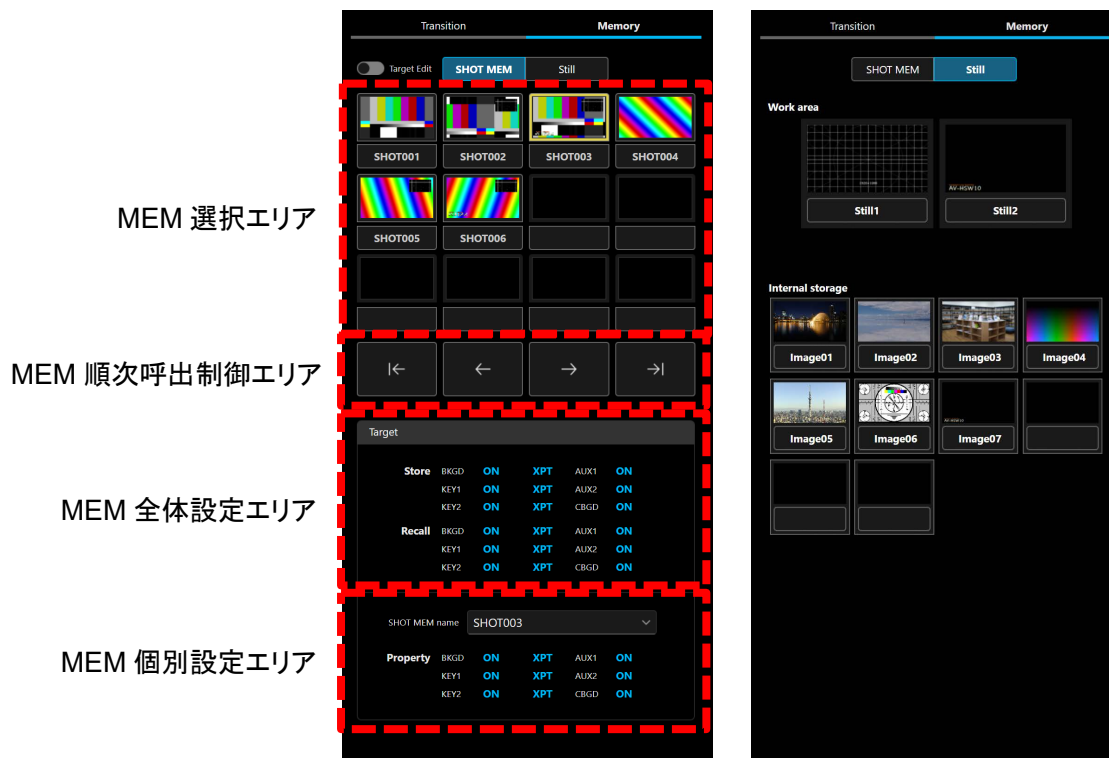 MEM 選択エリア
MEM 順次呼出制御エリア
MEM 全体設定エリア
MEM 個別設定エリア
Transition Memory
Target Edit SHOT MEM Still
SHOT001 SHOT002 SHOT003 SHOT004
SHOT005 SHOT006
Target
Store BKGD ON XPT AUX1 ON
KEY1 ON XPT AUX2 ON
KEY2 ON XPT CBGD ON
Recall BKGD ON XPT AUX1 ON
KEY1 ON XPT AUX2 ON
KEY2 ON XPT CBGD ON
SHOT MEM name SHOT003
Property BKGD ON XPT AUX1 ON
KEY1 ON XPT AUX2 ON
KEY2 ON XPT CBGD ON
Transition Memory
SHOT MEM Still
Work area
AV-HSW10
Still1 Still2
Internal storage
Image01 Image02 Image03 Image04
AV-HSW10
Image05 Image06 Image07